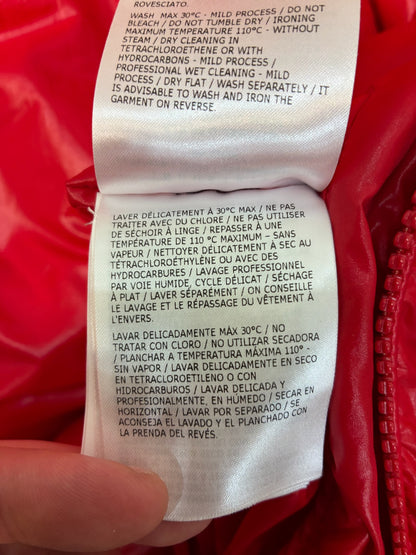 ROVESCIATO.
WASH MAX 30°C - MILD PROCESS / DO NOT
BLEACH / DO NOT TUMBLE DRY / IRONING
MAXIMUM TEMPERATURE 110°C - WITHOUT
STEAM / DRY CLEANING IN
TETRACHLOROETHENE OR WITH
HYDROCARBONS - MILD PROCESS /
PROFESSIONAL WET CLEANING - MILD
PROCESS / DRY FLAT / WASH SEPARATELY / IT
IS ADVISABLE TO WASH AND IRON THE
GARMENT ON REVERSE.
LAVER DÉLICATEMENT À 30°C MAX / NE PAS
TRAITER AVEC DU CHLORE / NE PAS UTILISER
DE SÉCHOIR À LINGE / REPASSER À UNE
TEMPÉRATURE DE 110 °C MAXIMUM – SANS
VAPEUR / NETTOYER DÉLICATEMENT À SEC AU
TÉTRACHLOROÉTHYLÈNE OU AVEC DES
HYDROCARBURES / LAVAGE PROFESSIONNEL
PAR VOIE HUMIDE, CYCLE DÉLICAT / SÉCHAGE
À PLAT / LAVER SÉPARÉMENT / ON CONSEILLE
LE LAVAGE ET LE RÉPASSAGE DU VÊTEMENT À
L'ENVERS.
LAVAR DELICADAMENTE MÁX 30°C / NO
TRATAR CON CLORO / NO UTILIZAR SECADORA
/ PLANCHAR A TEMPERATURA MÁXIMA 110° -
SIN VAPOR / LAVAR DELICADAMENTE EN SECO
EN TETRACLOROETILENO O CON
HIDROCARBUROS / LAVAR DELICADA Y
PROFESIONALMENTE, EN HÚMEDO / SECAR EN
HORIZONTAL / LAVAR POR SEPARADO / SE
ACONSEJA EL LAVADO Y EL PLANCHADO CON
LA PRENDA DEL REVÉS.